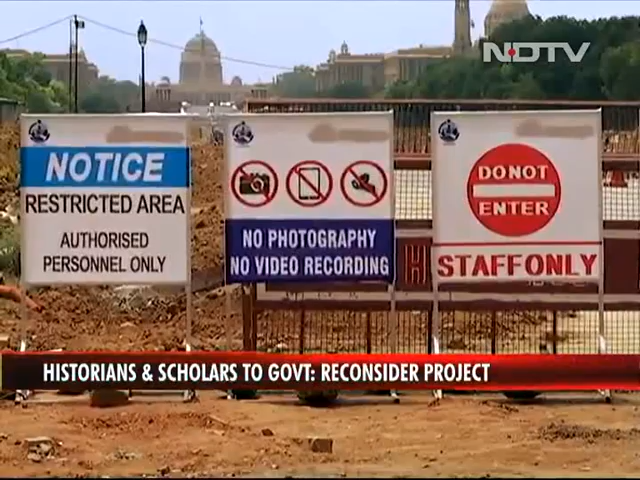 NDTV
NOTICE
RESTRICTED AREA
AUTHORISED
PERSONNEL ONLY
NO PHOTOGRAPHY
NO VIDEO RECORDING
DO NOT
ENTER
STAFF ONLY
HISTORIANS & SCHOLARS TO GOVT: RECONSIDER PROJECT